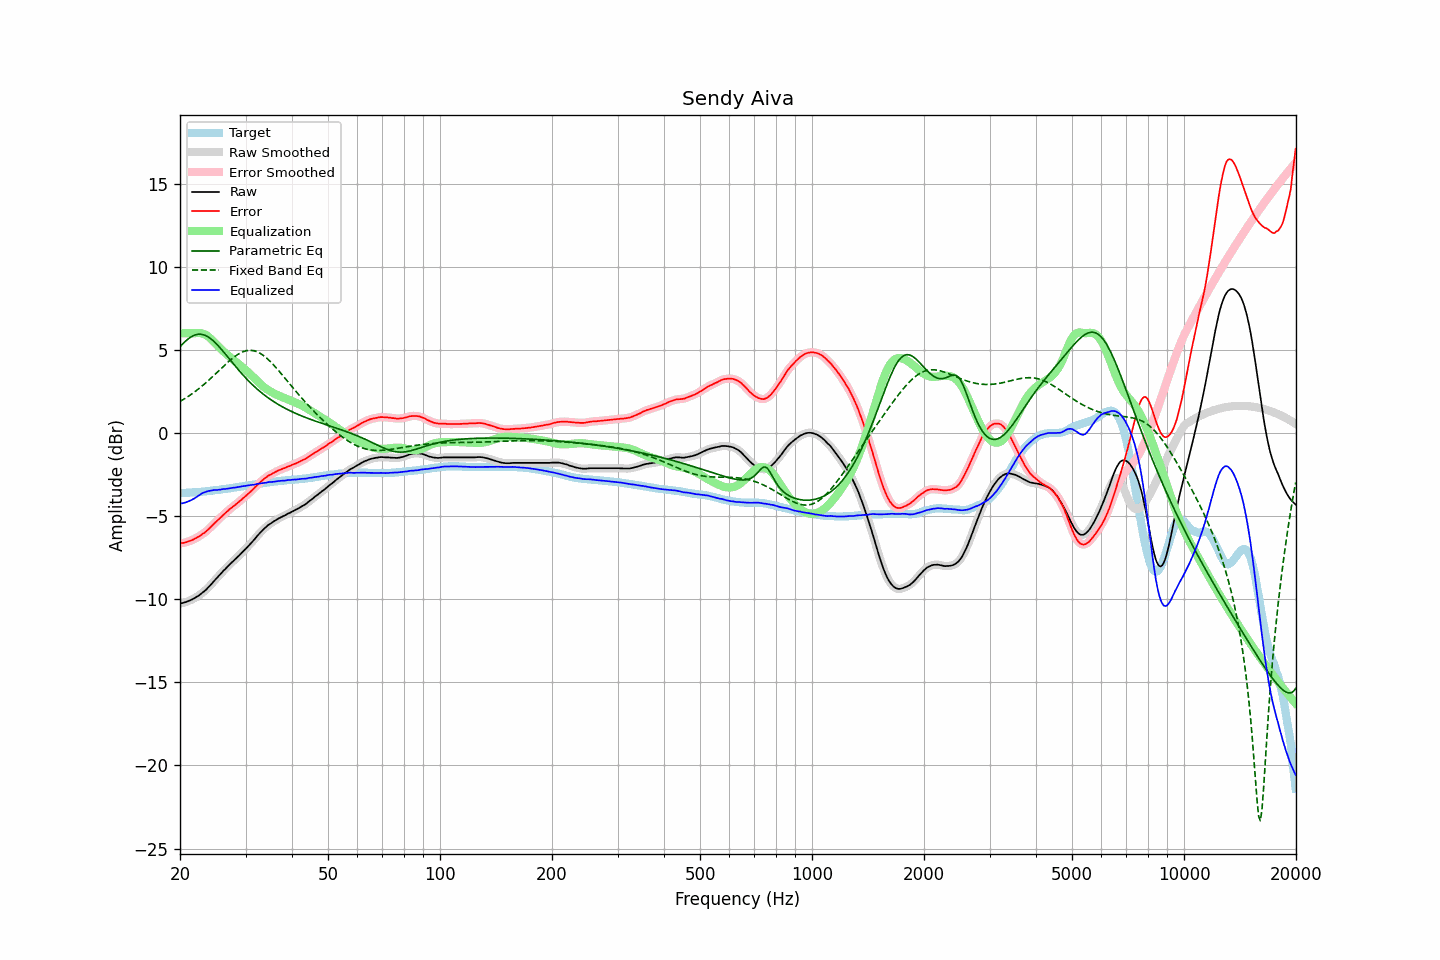 Sendy Aiva
Target
Raw Smoothed
Error Smoothed
Raw
Error
Equalization
Parametric Eq
Fixed Band Eq
Equalized
15
10
5
0
−5
−10
−15
−20
−25
Amplitude (dBr)
20 50 100 200 500 1000 2000 5000 10000 20000
Frequency (Hz)